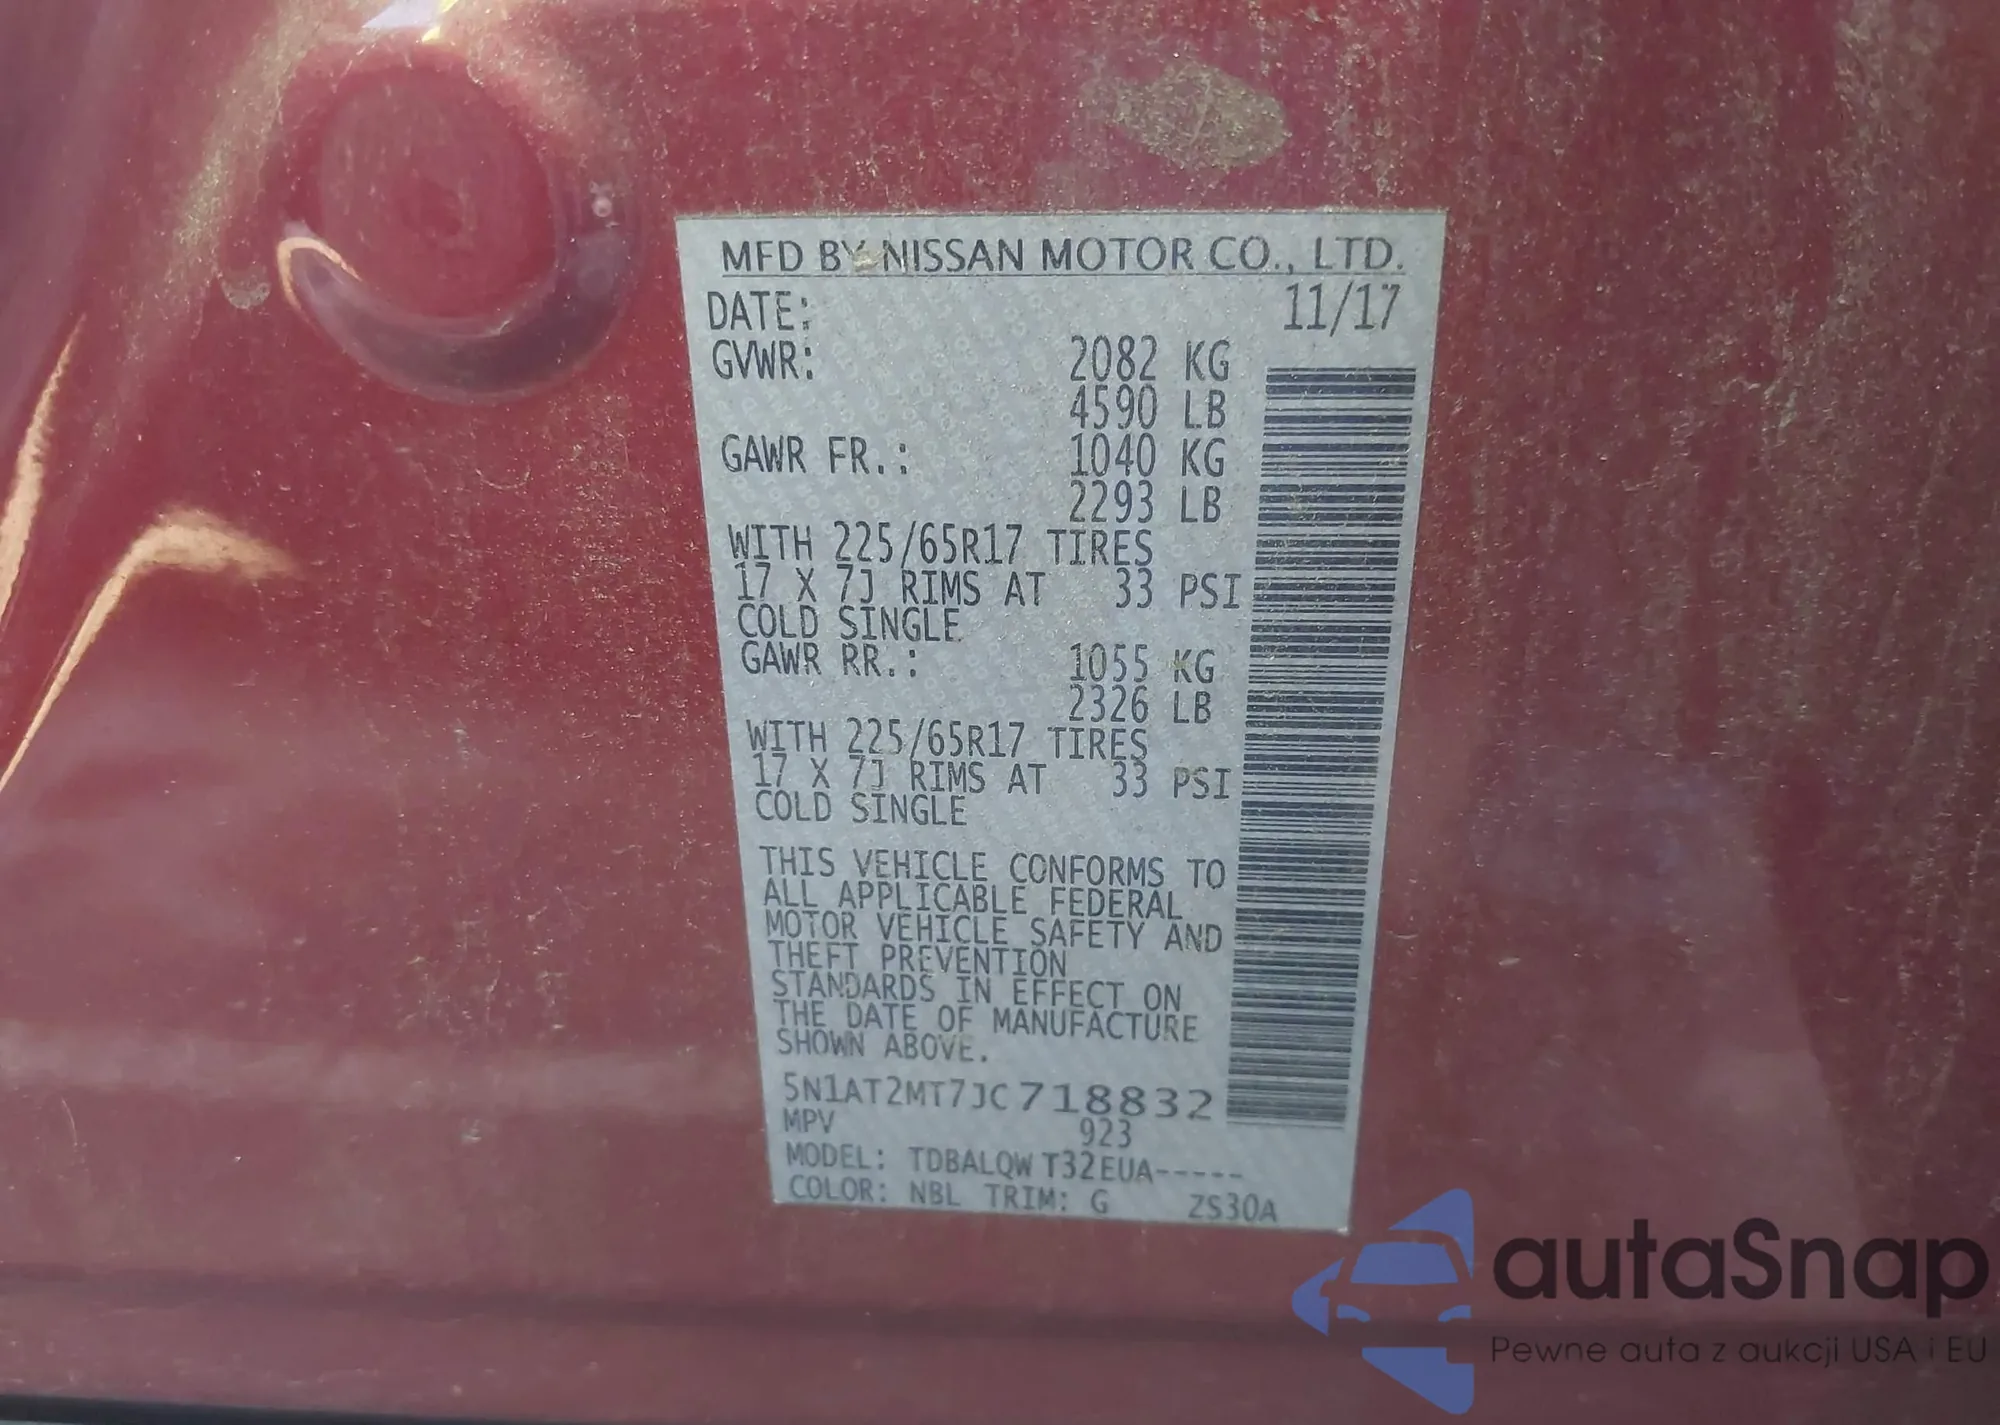 MFD BY NISSAN MOTOR CO., LTD.
DATE: 11/17
GVWR: 2082 KG
4590 LB
GAWR FR.: 1040 KG
2293 LB
WITH 225/65R17 TIRES
17 X 7J RIMS AT 33 PSI
COLD SINGLE
GAWR RR.: 1055 KG
2326 LB
WITH 225/65R17 TIRES
17 X 7J RIMS AT 33 PSI
COLD SINGLE
THIS VEHICLE CONFORMS TO
ALL APPLICABLE FEDERAL
MOTOR VEHICLE SAFETY AND
THEFT PREVENTION
STANDARDS IN EFFECT ON
THE DATE OF MANUFACTURE
SHOWN ABOVE.
5N1AT2MT7JC718832
MPV 923
MODEL: TDBALQW T32EUA-----
COLOR: NBL TRIM: G ZS30A
autaSnap
Pewne auta z aukcji USA i EU